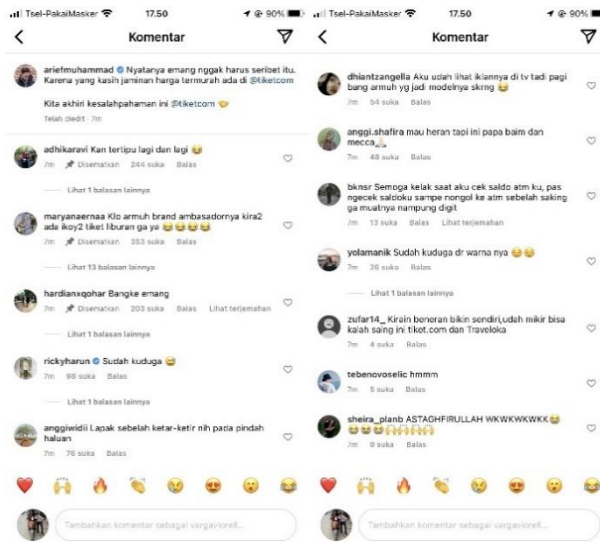 Tsel-PakaiMasker 17.50 90%
Komentar
ariefmuhammad Nyatanya emang nggak harus seribet itu.
Karena yang kasih jaminan harga termurah ada di @tiketcom
Kita akhiri kesalahpahaman ini @tiketcom 🤝
Telah diedit · 7m
adhikaravi Kan tertipu lagi dan lagi 😂
7m Disematkan 244 suka Balas
Lihat 1 balasan lainnya
maryanaernaa Klo armuh brand ambasadornya kira2
ada ikoy2 tiket liburan ga ya 😂😂😂😂
7m Disematkan 353 suka Balas
Lihat 13 balasan lainnya
hardianxqohar Bangke emang
7m Disematkan 203 suka Balas Lihat terjemahan
Lihat 1 balasan lainnya
rickyharun Sudah kuduga 😅
7m 98 suka Balas
Lihat 1 balasan lainnya
anggiwidii Lapak sebelah ketar-ketir nih pada pindah
haluan
7m 76 suka Balas
Tambahkan komentar sebagai vargaviorell...
Tsel-PakaiMasker 17.50 90%
Komentar
dhiantzangella Aku udah lihat iklannya di tv tadi pagi
bang armuh yg jadi modelnya skrng 😂
7m 54 suka Balas
anggi.shafira mau heran tapi ini papa baim dan
mecca🙏🏻
7m 48 suka Balas
bknsr Semoga kelak saat aku cek saldo atm ku, pas
ngecek saldoku sampe nongol ke atm sebelah saking
ga muatnya nampung digit
7m 13 suka Balas Lihat terjemahan
yolamanik Sudah kuduga dr warna nya 😌😌
7m 26 suka Balas
Lihat 1 balasan lainnya
zufar14_ Kirain beneran bikin sendiri,udah mikir bisa
kalah saing ini tiket.com dan Traveloka
7m 4 suka Balas
tebenovoselic hmmm
7m 5 suka Balas
sheira_planb ASTAGHFIRULLAH WKWKWKWKK😭
😭😭😭🙌🙌🙌🙌
7m 9 suka Balas
Tambahkan komentar sebagai vargaviorell...